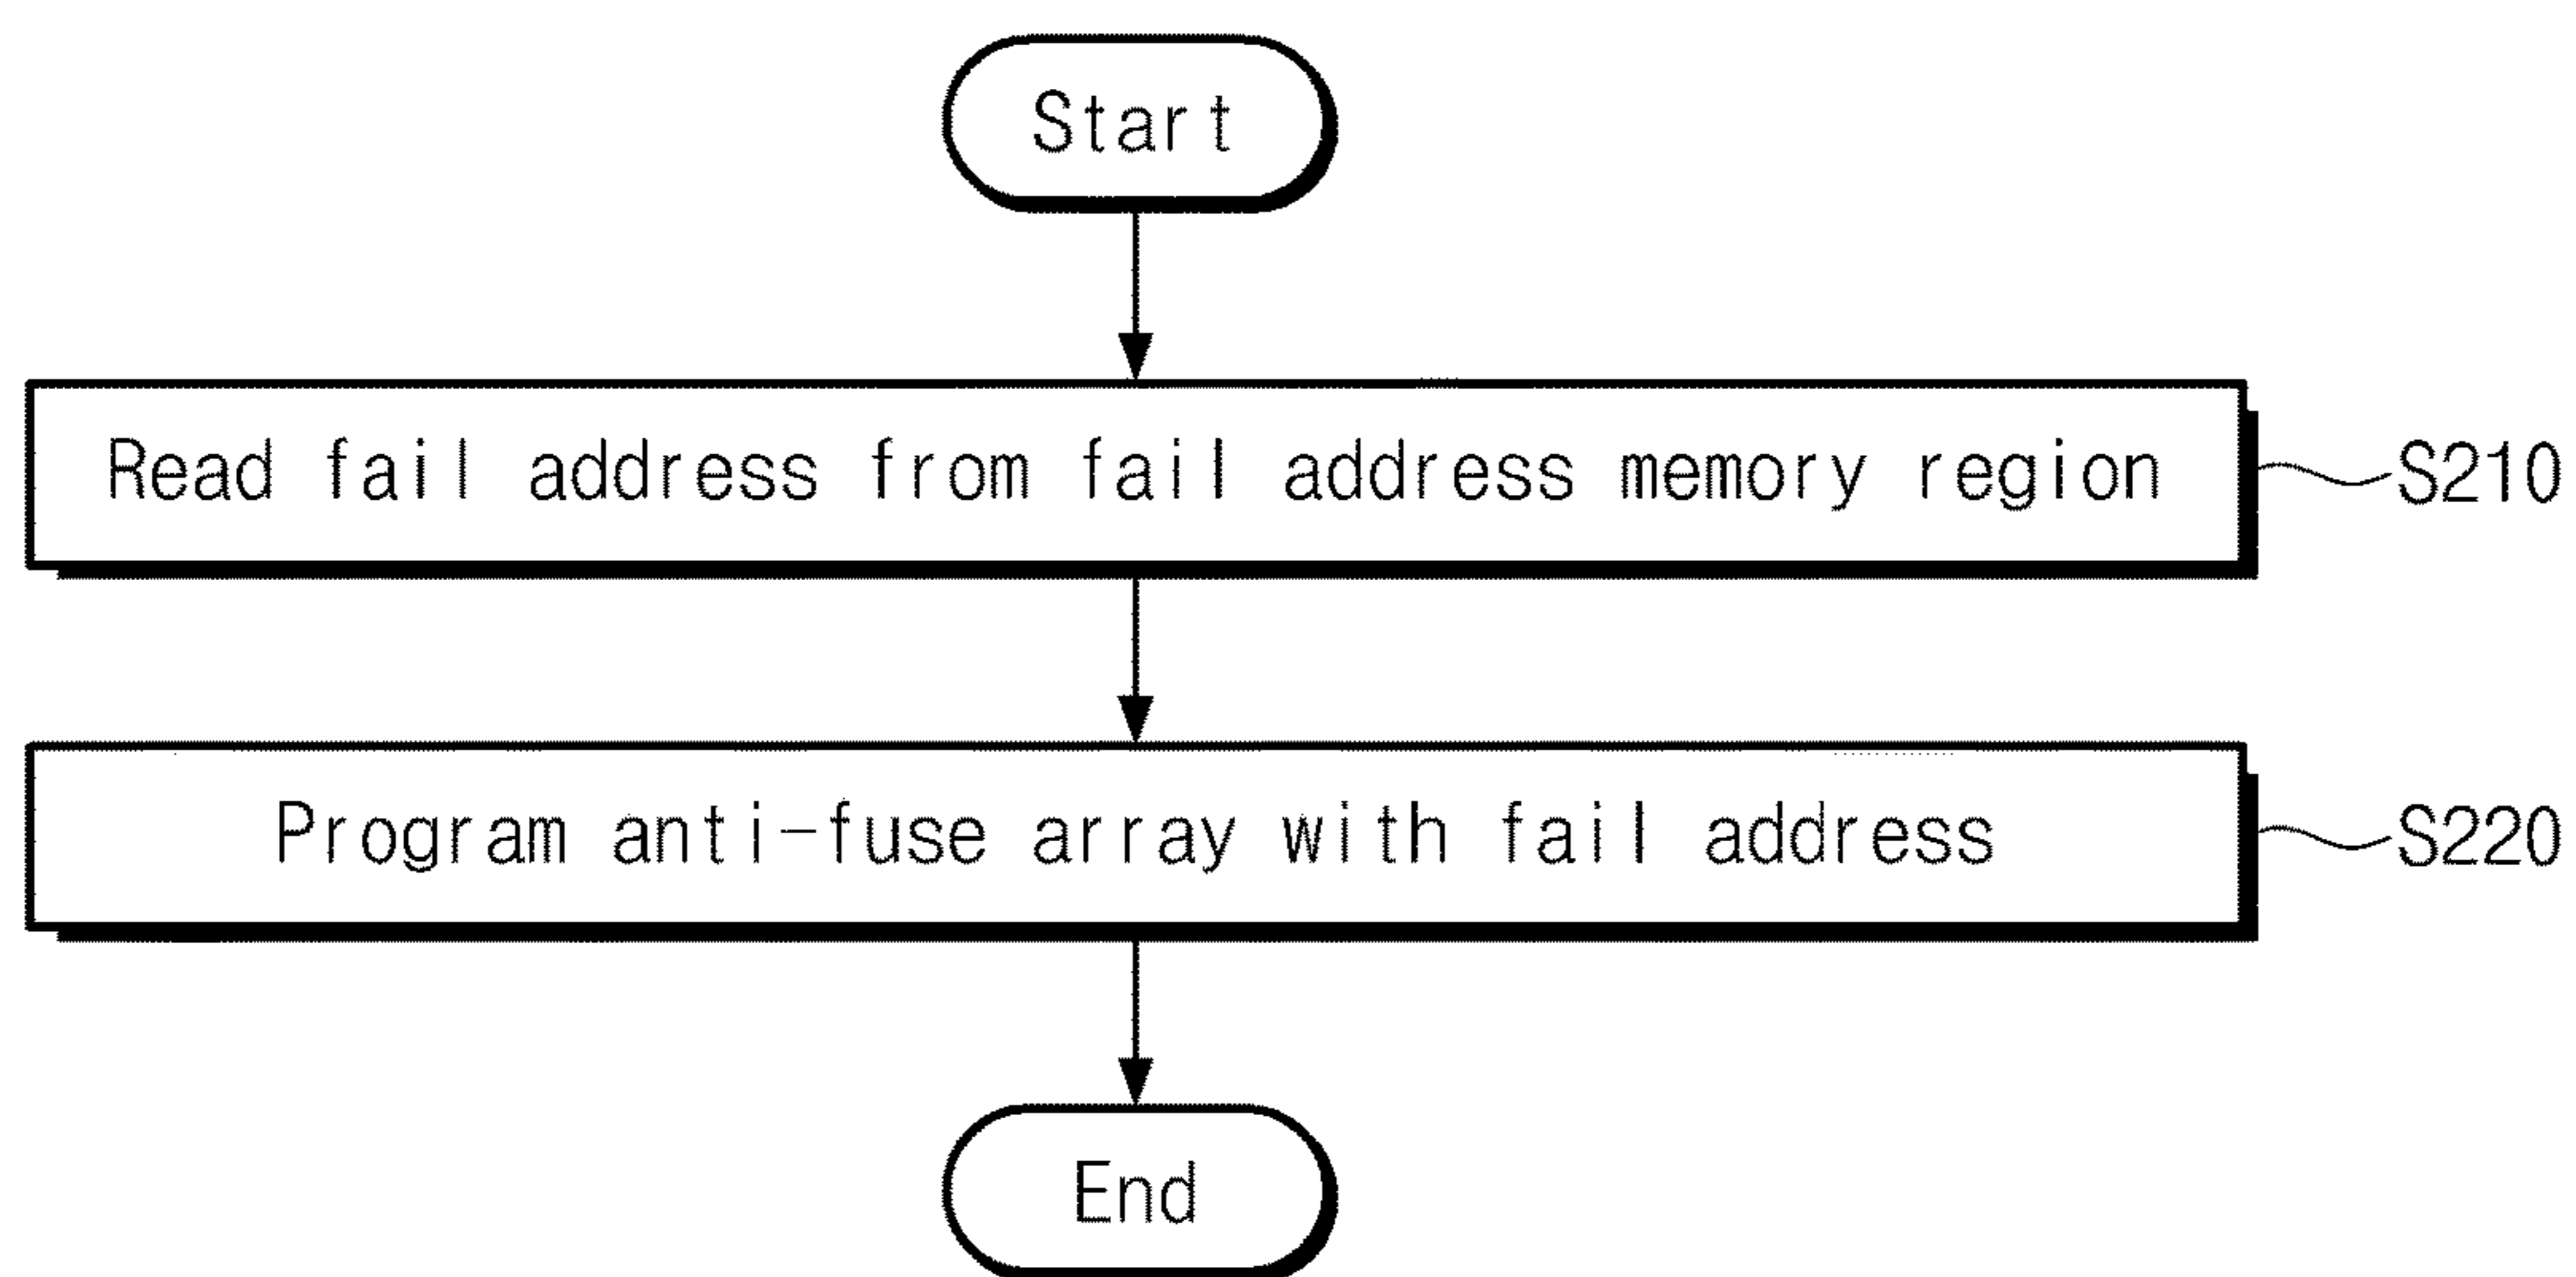 Start
Read fail address from fail address memory region
S210
Program anti-fuse array with fail address
S220
End